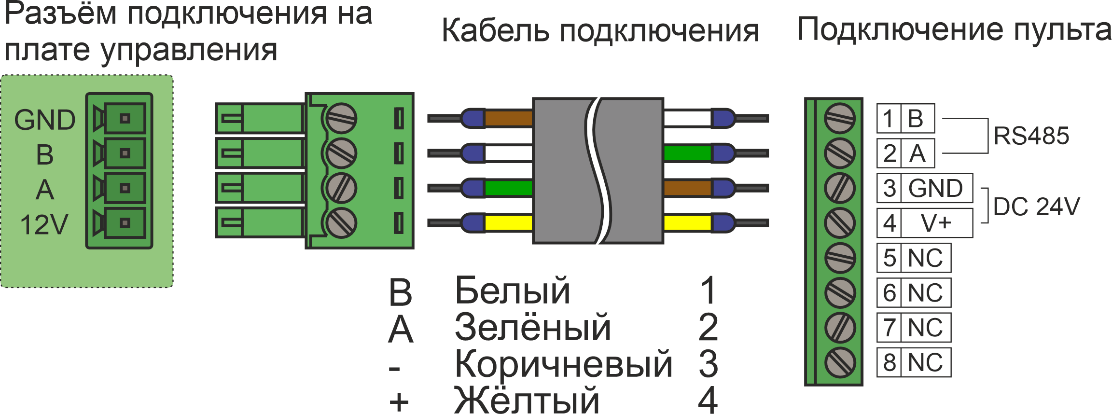 Разъём подключения на
плате управления
Кабель подключения
Подключение пульта
GND
B
A
12V
1 B
2 A
RS485
3 GND
4 V+
DC 24V
5 NC
6 NC
7 NC
8 NC
B Белый 1
A Зелёный 2
- Коричневый 3
+ Жёлтый 4